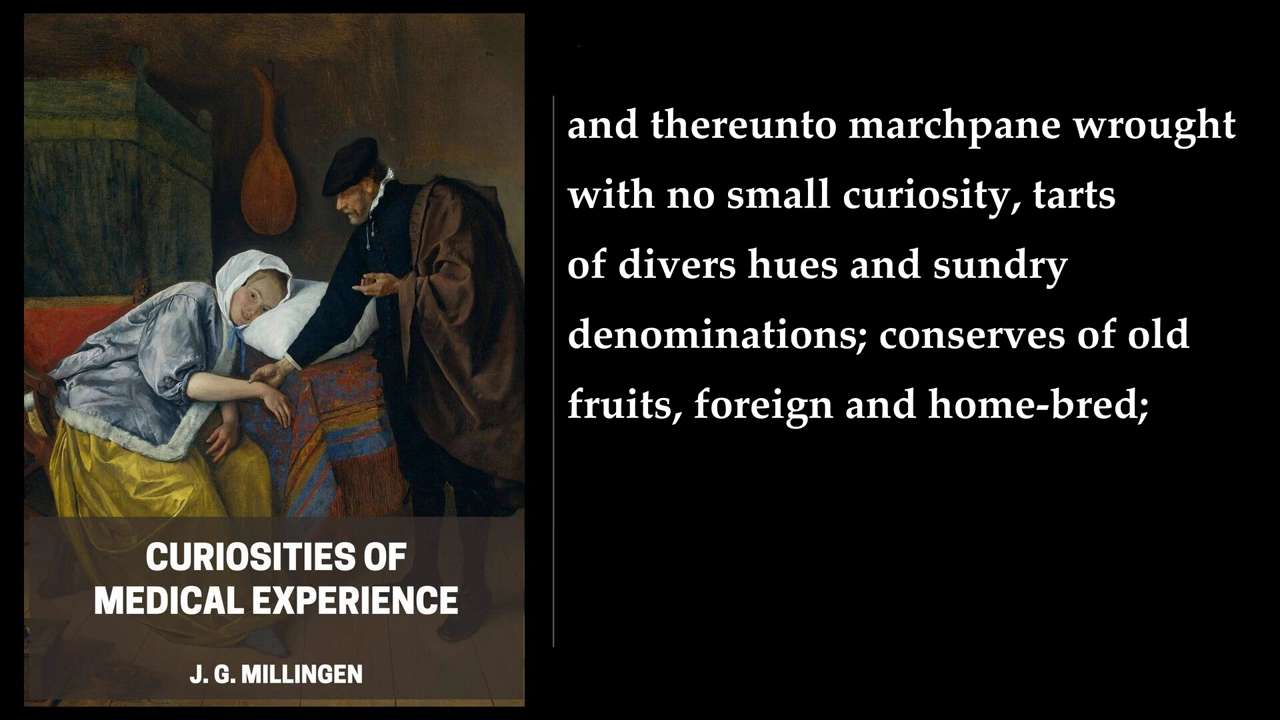 and thereunto marchpane wrought
with no small curiosity, tarts
of divers hues and sundry
denominations; conserves of old
fruits, foreign and home-bred;
CURIOSITIES OF
MEDICAL EXPERIENCE
J. G. MILLINGEN